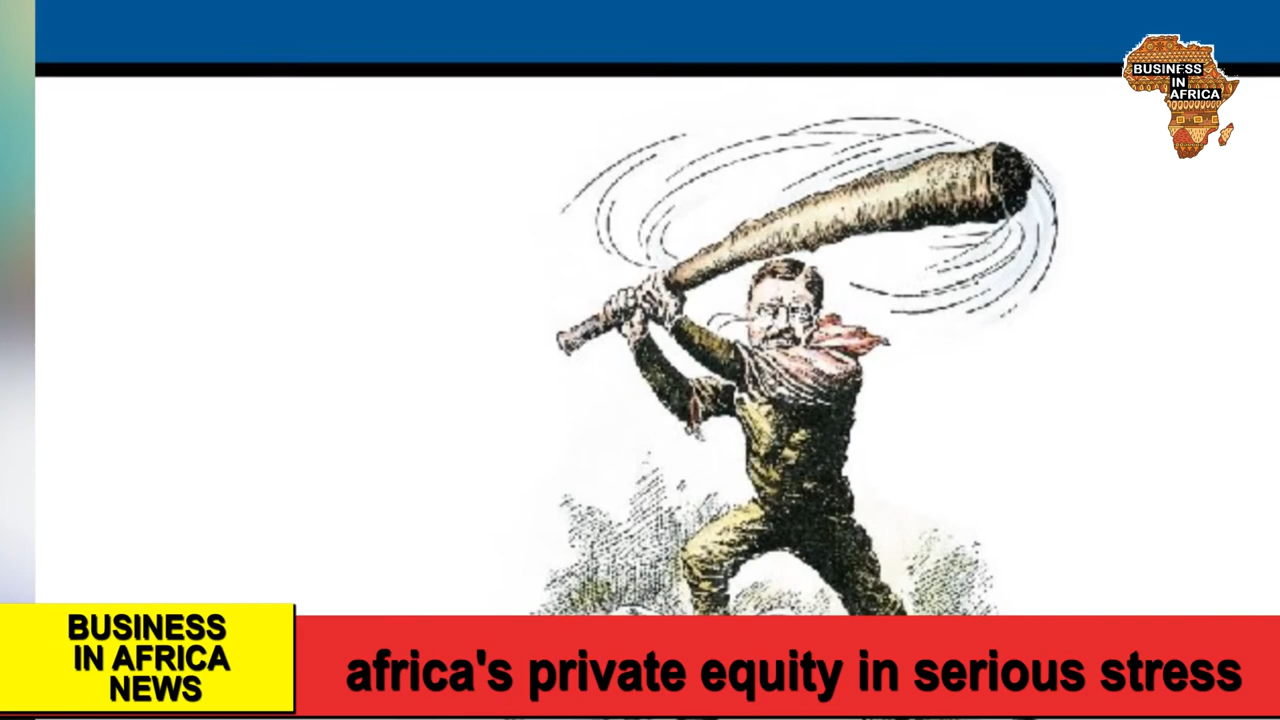 BUSINESS
IN
AFRICA
BUSINESS
IN AFRICA
NEWS
africa's private equity in serious stress